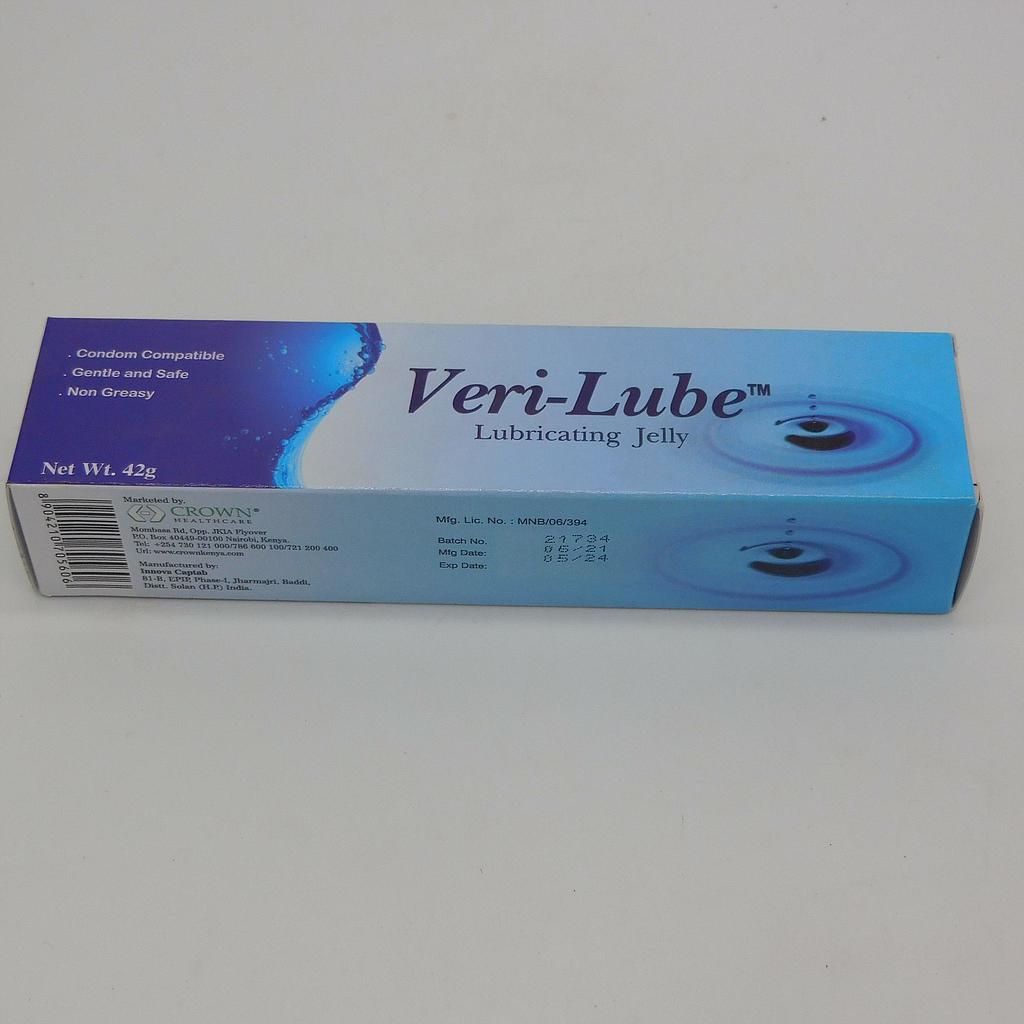 . Condom Compatible
. Gentle and Safe
. Non Greasy
Net Wt. 42g
Veri-Lube™
Lubricating Jelly
8904210705606
Marketed by,
CROWN®
HEALTHCARE
Mombasa Rd, Opp. JKIA Flyover
P.O. Box 40449-00100 Nairobi, Kenya.
Tel: +254 730 121 000/786 600 100/721 200 400
Url: www.crownkenya.com
Manufactured by:
Innova Captab
81-B, EPIP, Phase-I, Jharmajri, Baddi,
Distt. Solan (H.P.) India.
Mfg. Lic. No. : MNB/06/394
Batch No. 21734
Mfg Date: 06/21
Exp Date: 05/24